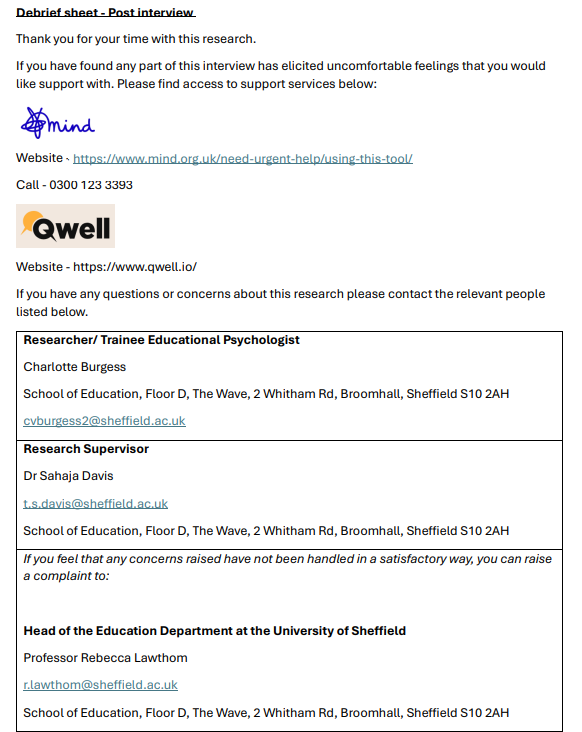 Debrief sheet - Post interview
Thank you for your time with this research.
If you have found any part of this interview has elicited uncomfortable feelings that you would
like support with. Please find access to support services below:
mind
Website - https://www.mind.org.uk/need-urgent-help/using-this-tool/
Call - 0300 123 3393
Qwell
Website - https://www.qwell.io/
If you have any questions or concerns about this research please contact the relevant people
listed below.
Researcher/ Trainee Educational Psychologist
Charlotte Burgess
School of Education, Floor D, The Wave, 2 Whitham Rd, Broomhall, Sheffield S10 2AH
cvburgess2@sheffield.ac.uk
Research Supervisor
Dr Sahaja Davis
t.s.davis@sheffield.ac.uk
School of Education, Floor D, The Wave, 2 Whitham Rd, Broomhall, Sheffield S10 2AH
If you feel that any concerns raised have not been handled in a satisfactory way, you can raise
a complaint to:
Head of the Education Department at the University of Sheffield
Professor Rebecca Lawthom
r.lawthom@sheffield.ac.uk
School of Education, Floor D, The Wave, 2 Whitham Rd, Broomhall, Sheffield S10 2AH